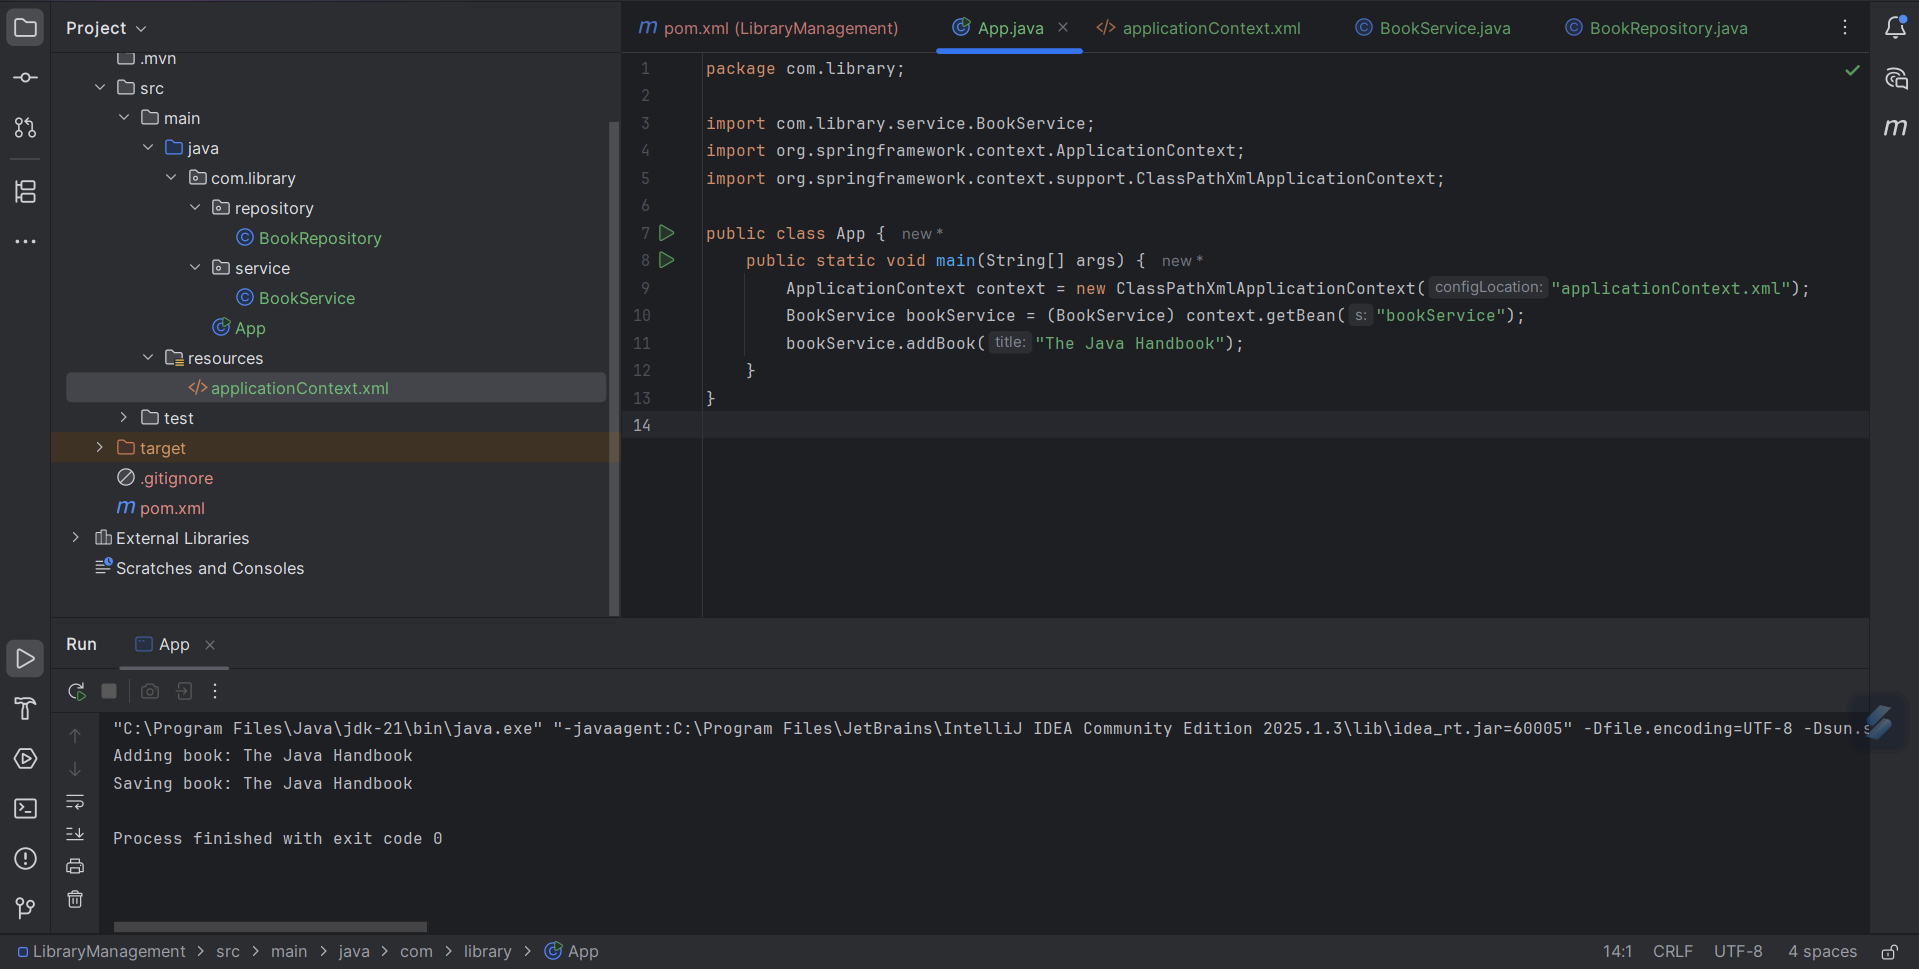 Project
.mvn
src
main
java
com.library
repository
BookRepository
service
BookService
App
resources
</> applicationContext.xml
test
target
.gitignore
m pom.xml
External Libraries
Scratches and Consoles
m pom.xml (LibraryManagement)
App.java
</> applicationContext.xml
BookService.java
BookRepository.java
m
1 package com.library;
2
3 import com.library.service.BookService;
4 import org.springframework.context.ApplicationContext;
5 import org.springframework.context.support.ClassPathXmlApplicationContext;
6
7 public class App { new *
8 public static void main(String[] args) { new *
9 ApplicationContext context = new ClassPathXmlApplicationContext( configLocation: "applicationContext.xml");
10 BookService bookService = (BookService) context.getBean( s: "bookService");
11 bookService.addBook( title: "The Java Handbook");
12 }
13 }
14
Run
App
"C:\Program Files\Java\jdk-21\bin\java.exe" "-javaagent:C:\Program Files\JetBrains\IntelliJ IDEA Community Edition 2025.1.3\lib\idea_rt.jar=60005" -Dfile.encoding=UTF-8 -Dsun.s
Adding book: The Java Handbook
Saving book: The Java Handbook
Process finished with exit code 0
LibraryManagement > src > main > java > com > library > App
14:1 CRLF UTF-8 4 spaces